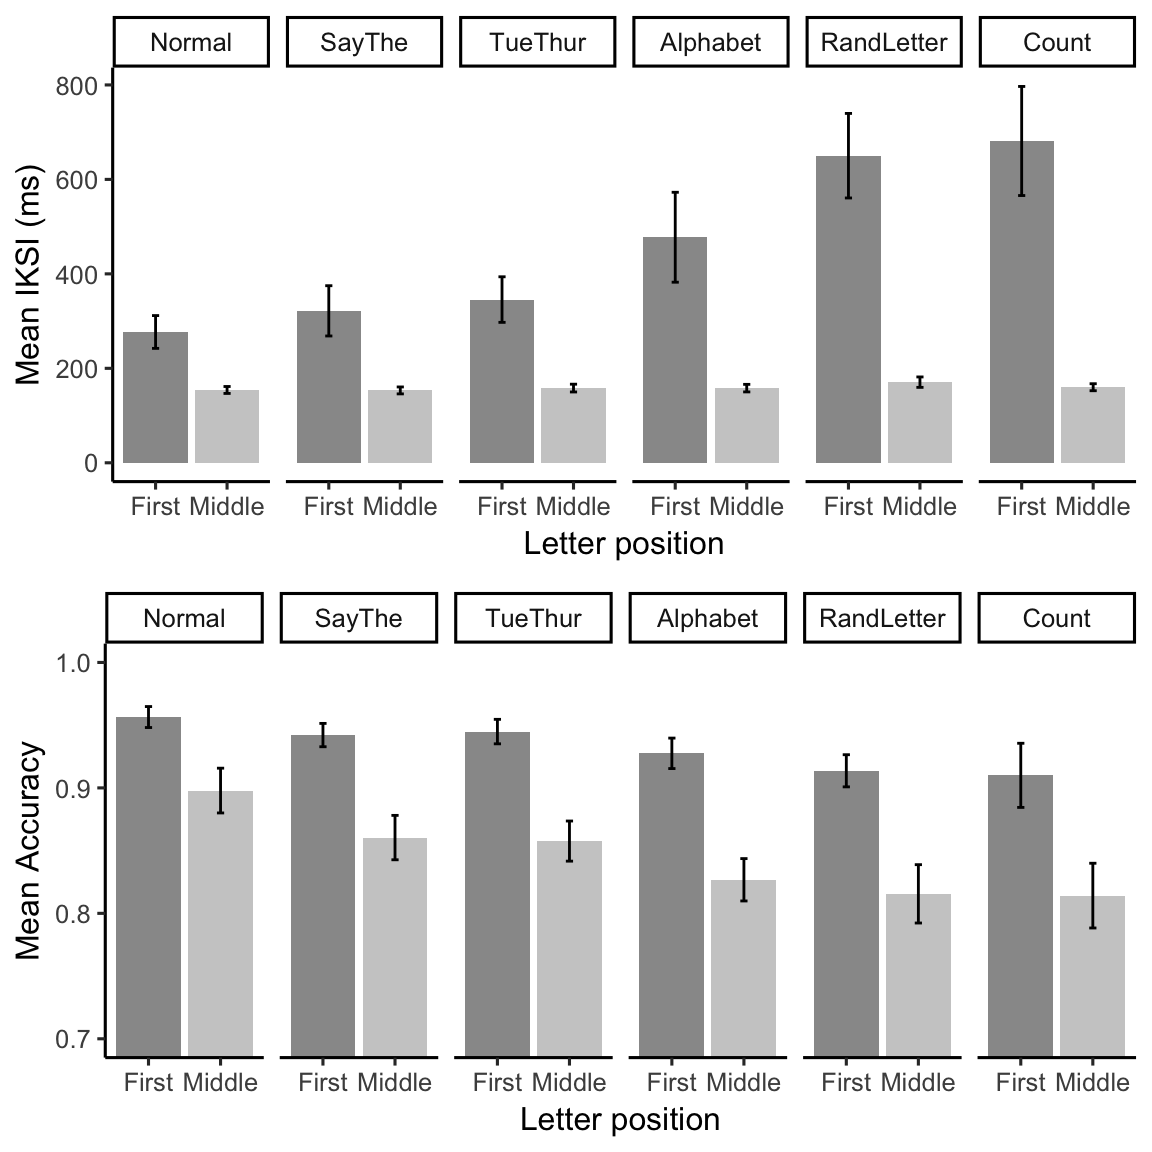 Normal SayThe TueThur Alphabet RandLetter Count
800
600
400
200
0
Mean IKSI (ms)
First Middle First Middle First Middle First Middle First Middle First Middle
Letter position
Normal SayThe TueThur Alphabet RandLetter Count
1.0
0.9
0.8
0.7
Mean Accuracy
First Middle First Middle First Middle First Middle First Middle First Middle
Letter position